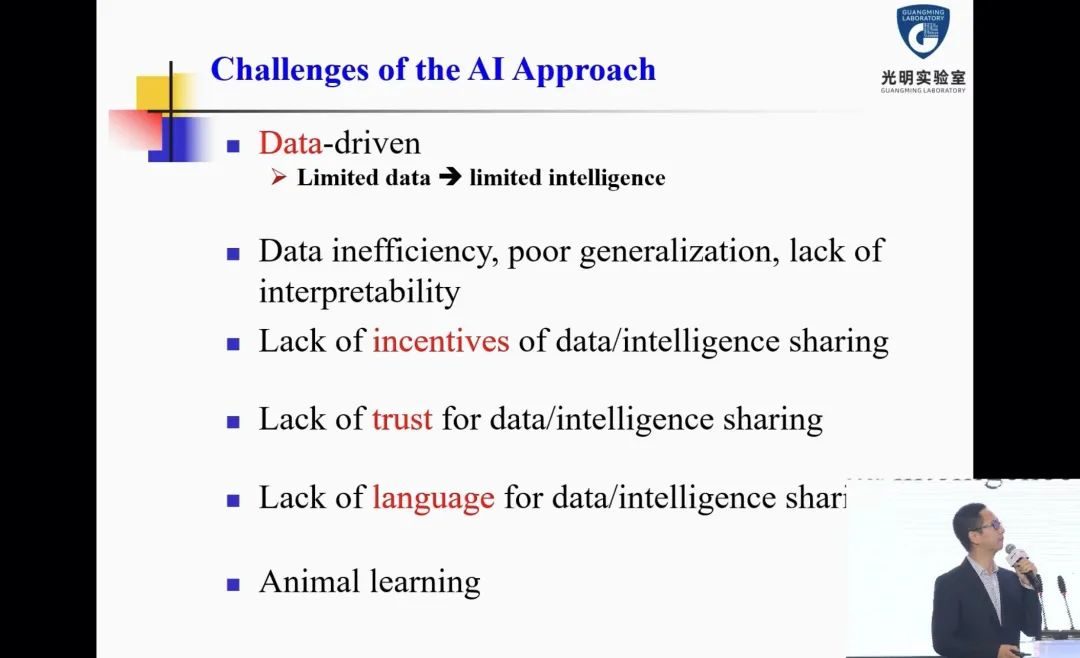 GUANGMING
LABORATORY
光明实验室
GUANGMING LABORATORY
Challenges of the AI Approach
Data-driven
Limited data ➔ limited intelligence
Data inefficiency, poor generalization, lack of
interpretability
Lack of incentives of data/intelligence sharing
Lack of trust for data/intelligence sharing
Lack of language for data/intelligence shari
Animal learning